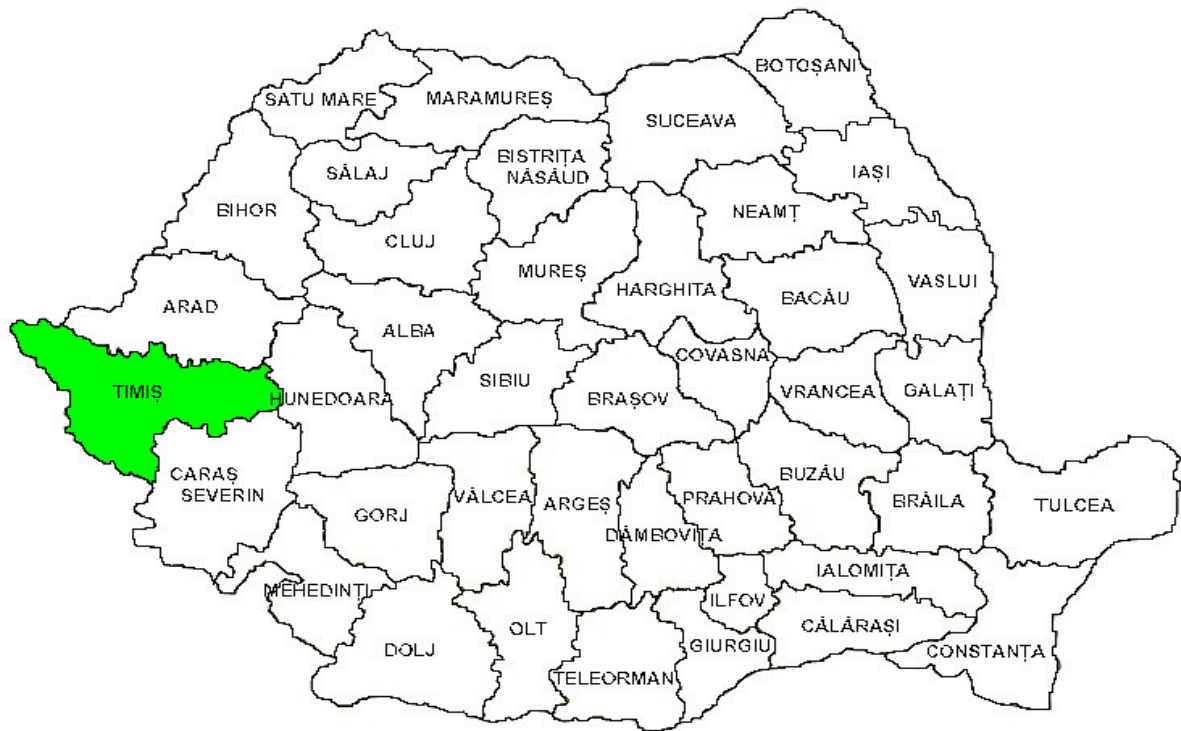 BOTOȘANI
SATU MARE
MARAMUREȘ
SUCEAVA
BISTRIȚA
NĂSĂUD
SĂLAJ
IAȘI
BIHOR
NEAMȚ
CLUJ
MUREȘ
HARGHITA
BACĂU
VASLUI
ARAD
ALBA
COVASNA
SIBIU
TIMIȘ
HUNEDOARA
BRAȘOV
VRANCEA
GALAȚI
CARAȘ
SEVERIN
VÂLCEA
ARGEȘ
PRAHOVA
BUZĂU
BRĂILA
TULCEA
GORJ
DÂMBOVIȚA
IALOMIȚA
MEHEDINȚI
ILFOV
OLT
CĂLĂRAȘI
DOLJ
GIURGIU
CONSTANȚA
TELEORMAN